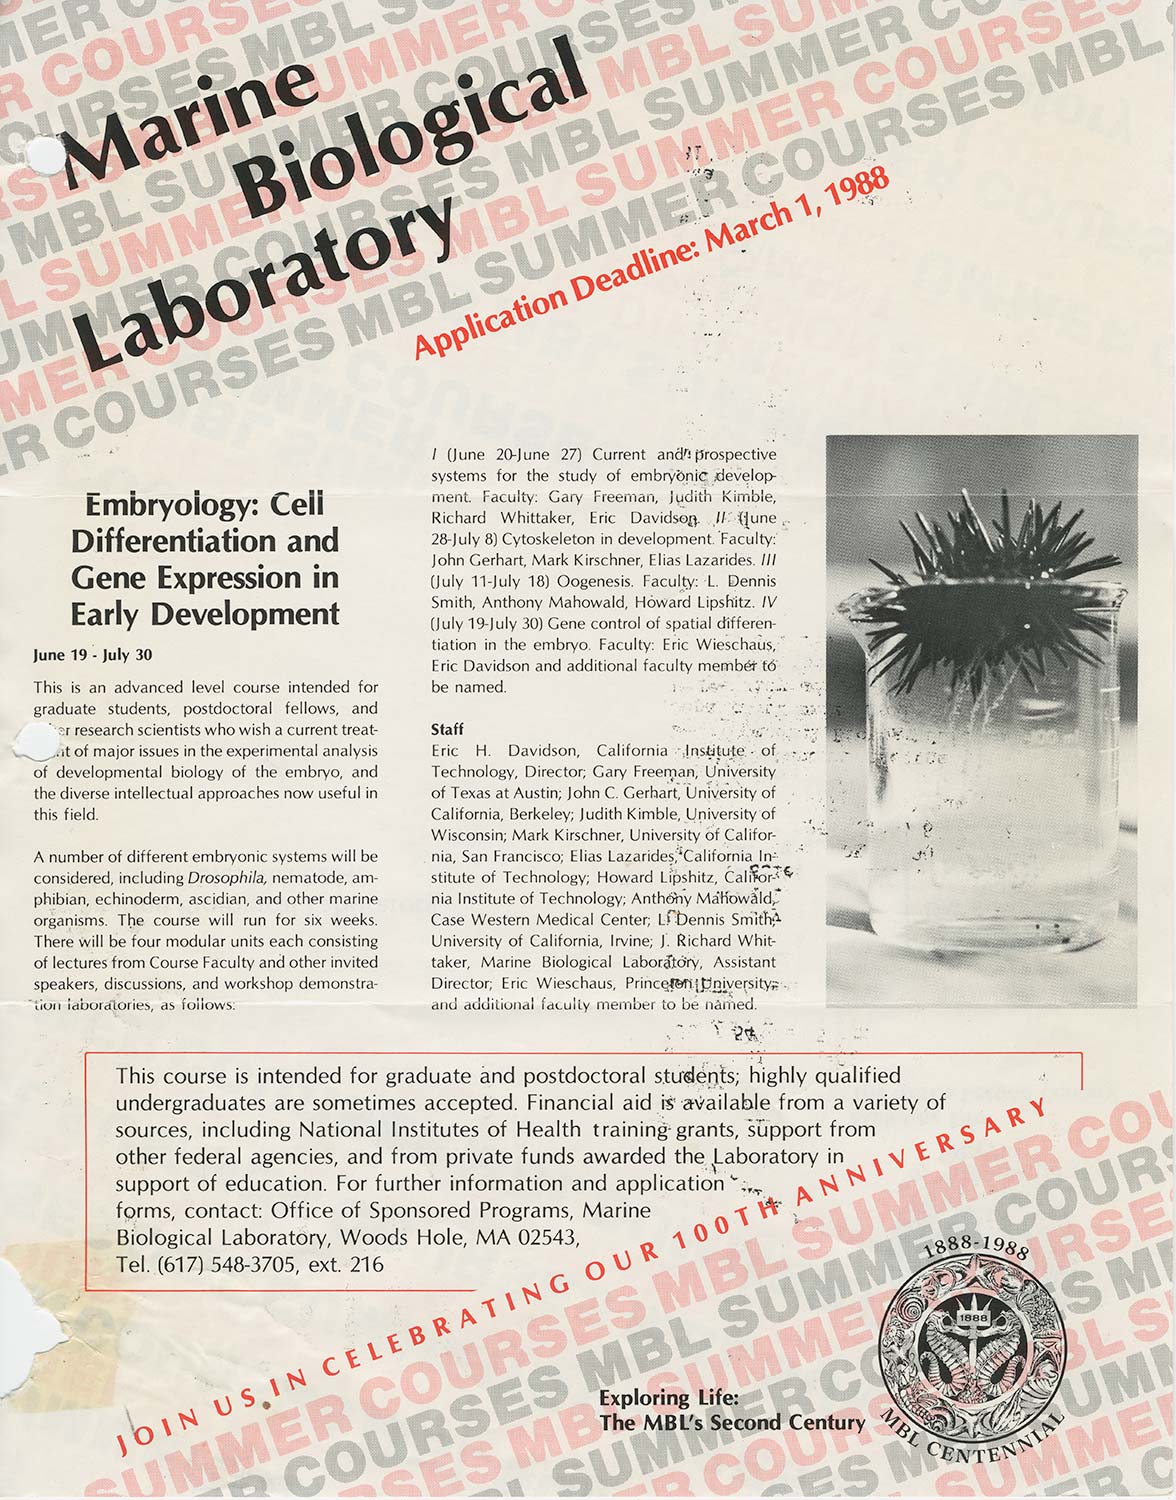 Marine
Biological
Laboratory
Application Deadline: March 1, 1988
Embryology: Cell
Differentiation and
Gene Expression in
Early Development
June 19 - July 30
This is an advanced level course intended for
graduate students, postdoctoral fellows, and
research scientists who wish a current treat-
of major issues in the experimental analysis
of developmental biology of the embryo, and
the diverse intellectual approaches now useful in
this field.
A number of different embryonic systems will be
considered, including Drosophila, nematode, am-
phibian, echinoderm, ascidian, and other marine
organisms. The course will run for six weeks.
There will be four modular units each consisting
of lectures from Course Faculty and other invited
speakers, discussions, and workshop demonstra-
tion laboratories, as follows:
I (June 20-June 27) Current and prospective
systems for the study of embryonic develop-
ment. Faculty: Gary Freeman, Judith Kimble,
Richard Whittaker, Eric Davidson. II (June
28-July 8) Cytoskeleton in development. Faculty:
John Gerhart, Mark Kirschner, Elias Lazarides. III
(July 11-July 18) Oogenesis. Faculty: L. Dennis
Smith, Anthony Mahowald, Howard Lipshitz. IV
(July 19-July 30) Gene control of spatial differen-
tiation in the embryo. Faculty: Eric Wieschaus,
Eric Davidson and additional faculty member to
be named.
Staff
Eric H. Davidson, California Institute of
Technology, Director; Gary Freeman, University
of Texas at Austin; John C. Gerhart, University of
California, Berkeley; Judith Kimble, University of
Wisconsin; Mark Kirschner, University of Califor-
nia, San Francisco; Elias Lazarides, California In-
stitute of Technology; Howard Lipshitz, Califor-
nia Institute of Technology; Anthony Mahowald,
Case Western Medical Center; L. Dennis Smith,
University of California, Irvine; J. Richard Whit-
taker, Marine Biological Laboratory, Assistant
Director; Eric Wieschaus, Princeton University,
and additional faculty member to be named.
This course is intended for graduate and postdoctoral students; highly qualified
undergraduates are sometimes accepted. Financial aid is available from a variety of
sources, including National Institutes of Health training grants, support from
other federal agencies, and from private funds awarded the Laboratory in
support of education. For further information and application
forms, contact: Office of Sponsored Programs, Marine
Biological Laboratory, Woods Hole, MA 02543,
Tel. (617) 548-3705, ext. 216
JOIN US IN CELEBRATING OUR 100TH ANNIVERSARY
Exploring Life:
The MBL's Second Century
1888-1988
1888
MBL CENTENNIAL
MBL SUMMER COURSES